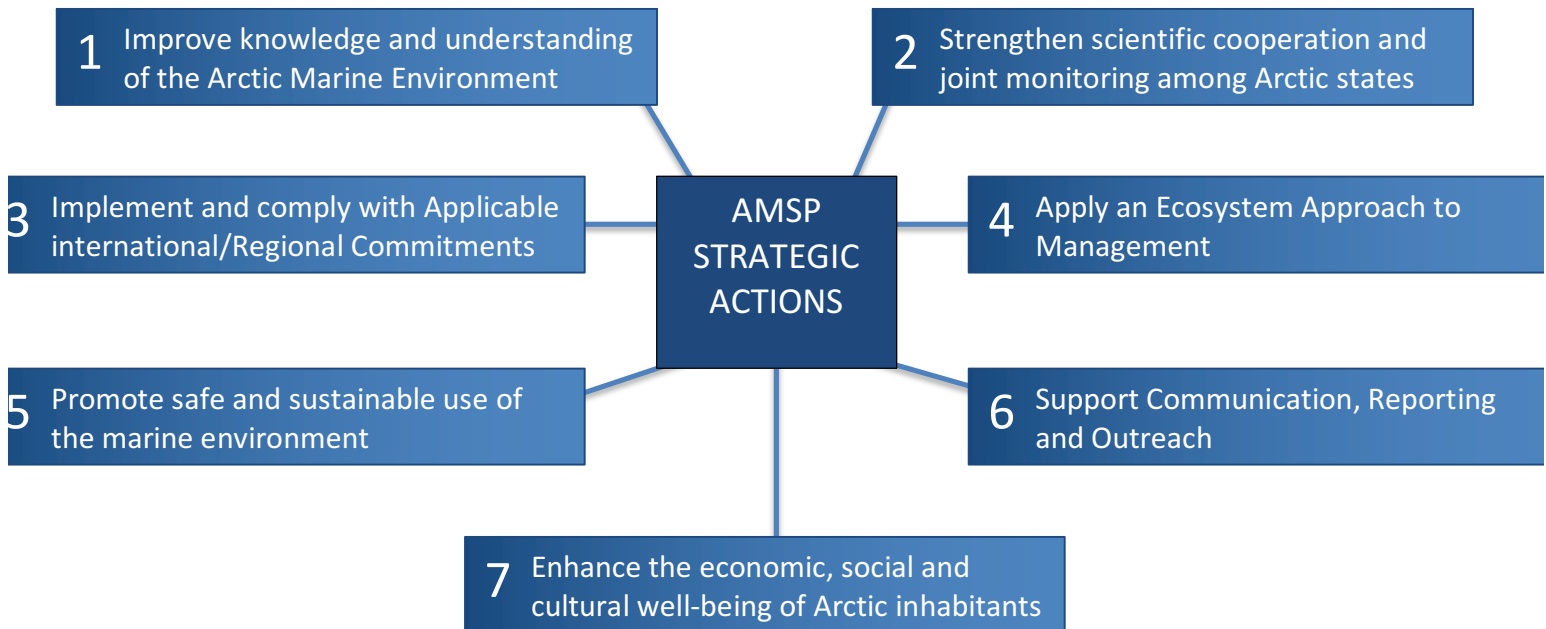 1 Improve knowledge and understanding
of the Arctic Marine Environment
2 Strengthen scientific cooperation and
joint monitoring among Arctic states
3 Implement and comply with Applicable
international/Regional Commitments
AMSP
STRATEGIC
ACTIONS
4 Apply an Ecosystem Approach to
Management
5 Promote safe and sustainable use of
the marine environment
6 Support Communication, Reporting
and Outreach
7 Enhance the economic, social and
cultural well-being of Arctic inhabitants